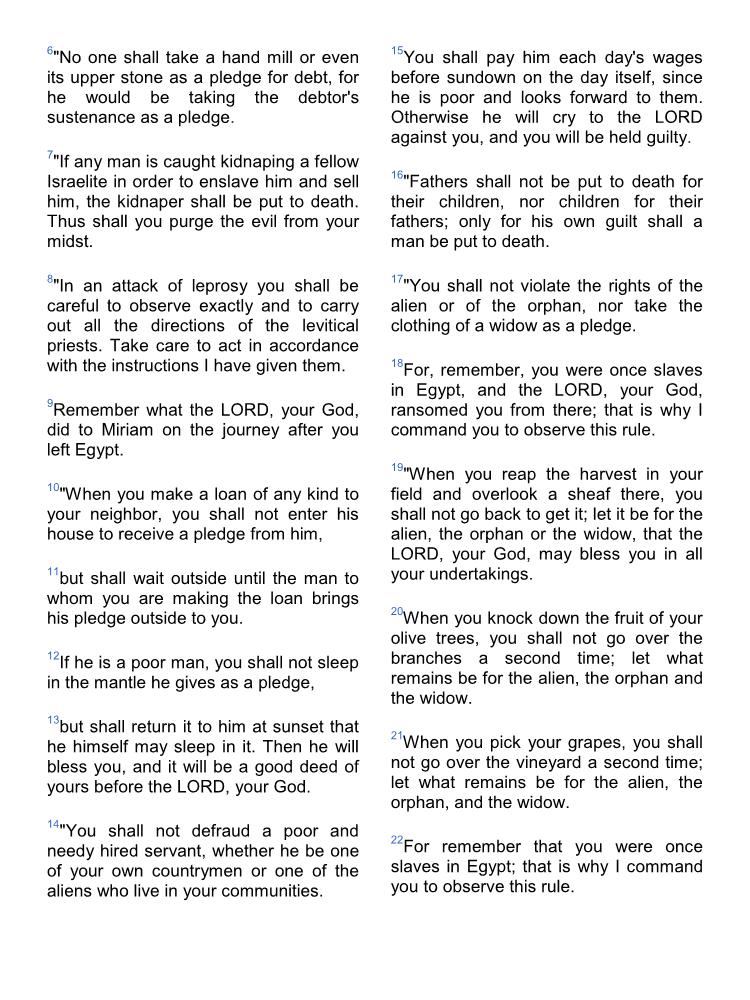 6"No one shall take a hand mill or even
its upper stone as a pledge for debt, for
he would be taking the debtor's
sustenance as a pledge.
7"If any man is caught kidnaping a fellow
Israelite in order to enslave him and sell
him, the kidnaper shall be put to death.
Thus shall you purge the evil from your
midst.
8"In an attack of leprosy you shall be
careful to observe exactly and to carry
out all the directions of the levitical
priests. Take care to act in accordance
with the instructions I have given them.
9Remember what the LORD, your God,
did to Miriam on the journey after you
left Egypt.
10"When you make a loan of any kind to
your neighbor, you shall not enter his
house to receive a pledge from him,
11but shall wait outside until the man to
whom you are making the loan brings
his pledge outside to you.
12If he is a poor man, you shall not sleep
in the mantle he gives as a pledge,
13but shall return it to him at sunset that
he himself may sleep in it. Then he will
bless you, and it will be a good deed of
yours before the LORD, your God.
14"You shall not defraud a poor and
needy hired servant, whether he be one
of your own countrymen or one of the
aliens who live in your communities.
15You shall pay him each day's wages
before sundown on the day itself, since
he is poor and looks forward to them.
Otherwise he will cry to the LORD
against you, and you will be held guilty.
16"Fathers shall not be put to death for
their children, nor children for their
fathers; only for his own guilt shall a
man be put to death.
17"You shall not violate the rights of the
alien or of the orphan, nor take the
clothing of a widow as a pledge.
18For, remember, you were once slaves
in Egypt, and the LORD, your God,
ransomed you from there; that is why I
command you to observe this rule.
19"When you reap the harvest in your
field and overlook a sheaf there, you
shall not go back to get it; let it be for the
alien, the orphan or the widow, that the
LORD, your God, may bless you in all
your undertakings.
20When you knock down the fruit of your
olive trees, you shall not go over the
branches a second time; let what
remains be for the alien, the orphan and
the widow.
21When you pick your grapes, you shall
not go over the vineyard a second time;
let what remains be for the alien, the
orphan, and the widow.
22For remember that you were once
slaves in Egypt; that is why I command
you to observe this rule.